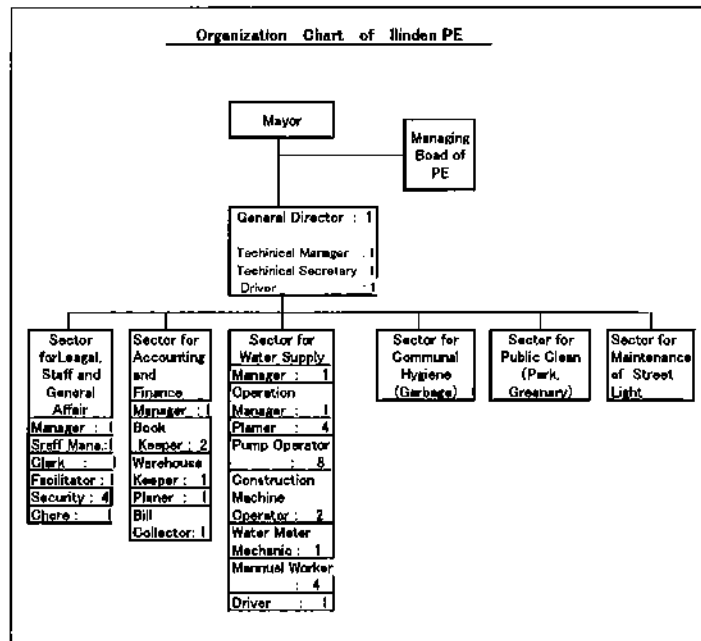 Organization Chart of Ilinden PE
Mayor
Managing
Boad of
PE
General Director : 1
Techinical Manager : 1
Techinical Secretary 1
Driver : 1
Sector
forLeagal,
Staff and
General
Affair
Manager : 1
Sraff Mane.:1
Clark : 1
Facilitator : 1
Security : 4
Chore : 1
Sector for
Accounting
and
Finance
Manager : 1
Book
Keeper : 2
Warehouse
Keeper : 1
Planer : 1
Bill
Collector: 1
Sector for
Water Supply
Manager : 1
Operation
Manager : 1
Planer : 4
Pump Operator
: 8
Construction
Machine
Operator : 2
Water Meter
Mechanic : 1
Mannual Worker
: 4
Driver : 1
Sector for
Communal
Hygiene
(Garbage)
Sector for
Public Clean
(Park,
Greenary)
Sector for
Maintenance
of Street
Light